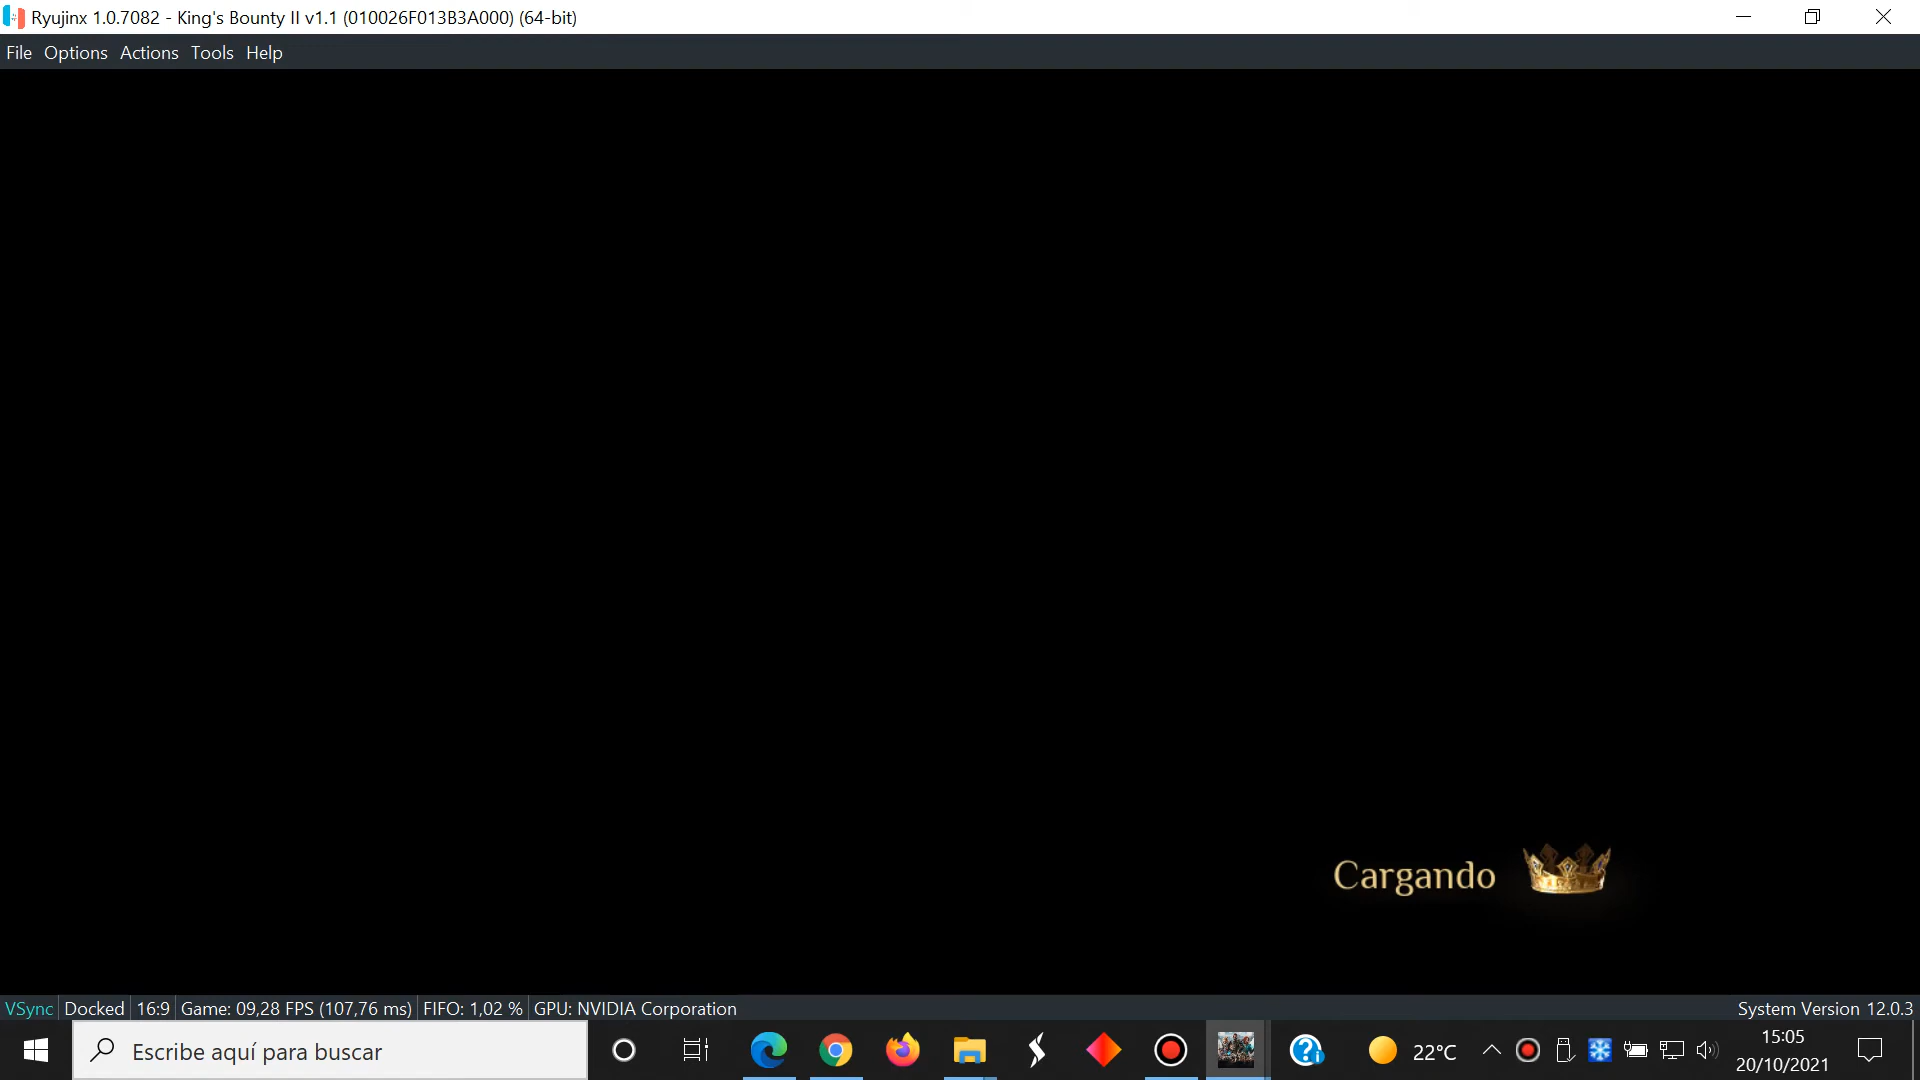 Ryujinx 1.0.7082 - King's Bounty II v1.1 (010026F013B3A000) (64-bit)
File Options Actions Tools Help
Cargando
VSync Docked 16:9 Game: 09,28 FPS (107,76 ms) FIFO: 1,02 % GPU: NVIDIA Corporation System Version 12.0.3
Escribe aquí para buscar 22°C 15:05
20/10/2021